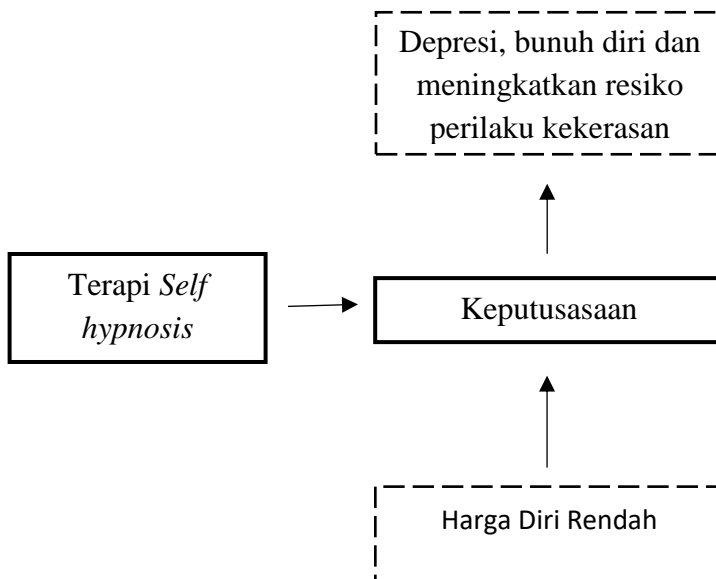 Depresi, bunuh diri dan
meningkatkan resiko
perilaku kekerasan
Terapi Self
hypnosis
Keputusasaan
Harga Diri Rendah